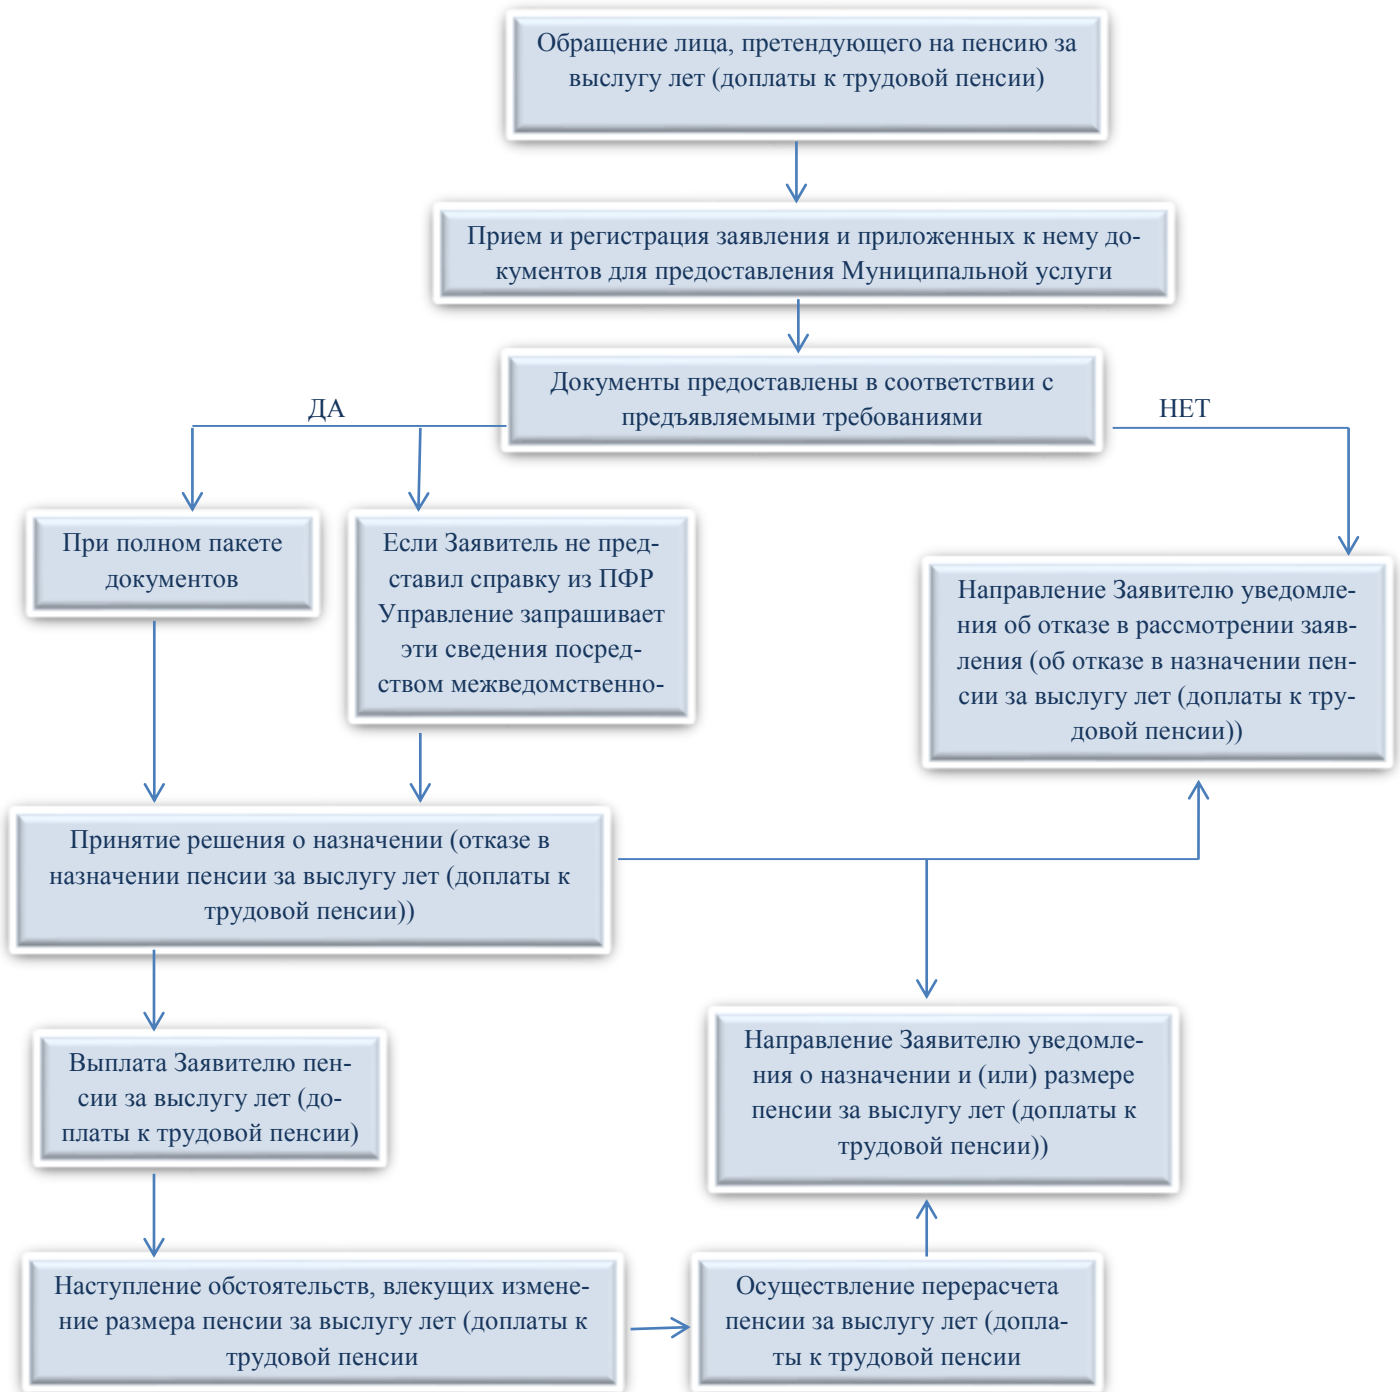 Обращение лица, претендующего на пенсию за
выслугу лет (доплаты к трудовой пенсии)
Прием и регистрация заявления и приложенных к нему до-
кументов для предоставления Муниципальной услуги
Документы предоставлены в соответствии с
предъявляемыми требованиями
ДА
НЕТ
При полном пакете
документов
Если Заявитель не пред-
ставил справку из ПФР
Управление запрашивает
эти сведения посред-
ством межведомственно-
Направление Заявителю уведомле-
ния об отказе в рассмотрении заяв-
ления (об отказе в назначении пен-
сии за выслугу лет (доплаты к тру-
довой пенсии))
Принятие решения о назначении (отказе в
назначении пенсии за выслугу лет (доплаты к
трудовой пенсии))
Выплата Заявителю пен-
сии за выслугу лет (до-
платы к трудовой пенсии)
Направление Заявителю уведомле-
ния о назначении и (или) размере
пенсии за выслугу лет (доплаты к
трудовой пенсии))
Наступление обстоятельств, влекущих измене-
ние размера пенсии за выслугу лет (доплаты к
трудовой пенсии
Осуществление перерасчета
пенсии за выслугу лет (допла-
ты к трудовой пенсии